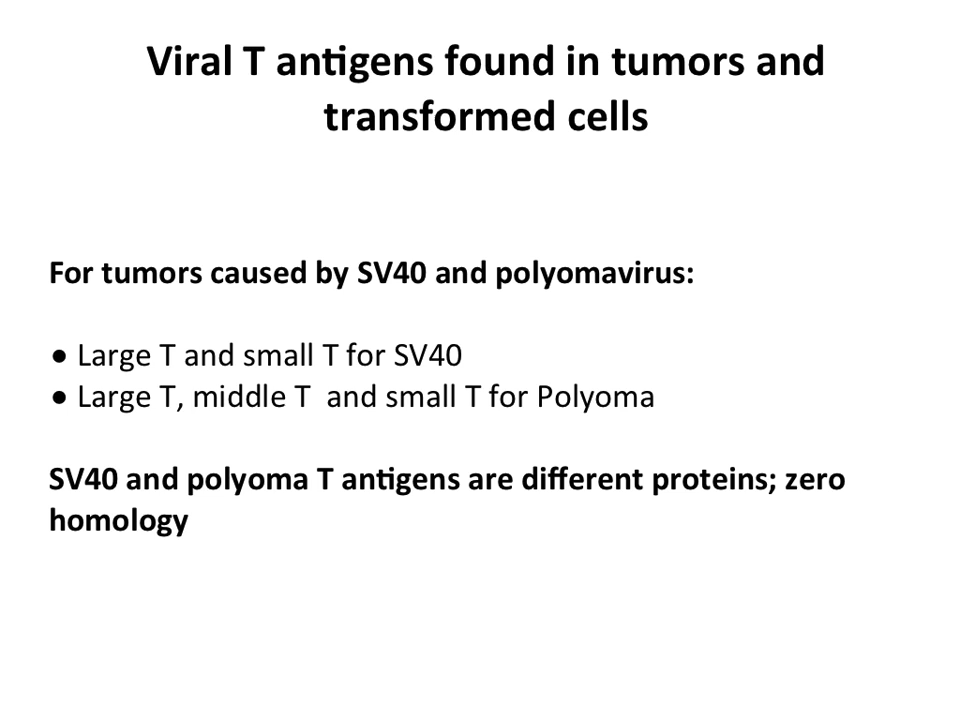 Viral T antigens found in tumors and
transformed cells
For tumors caused by SV40 and polyomavirus:
• Large T and small T for SV40
• Large T, middle T  and small T for Polyoma
SV40 and polyoma T antigens are different proteins; zero
homology